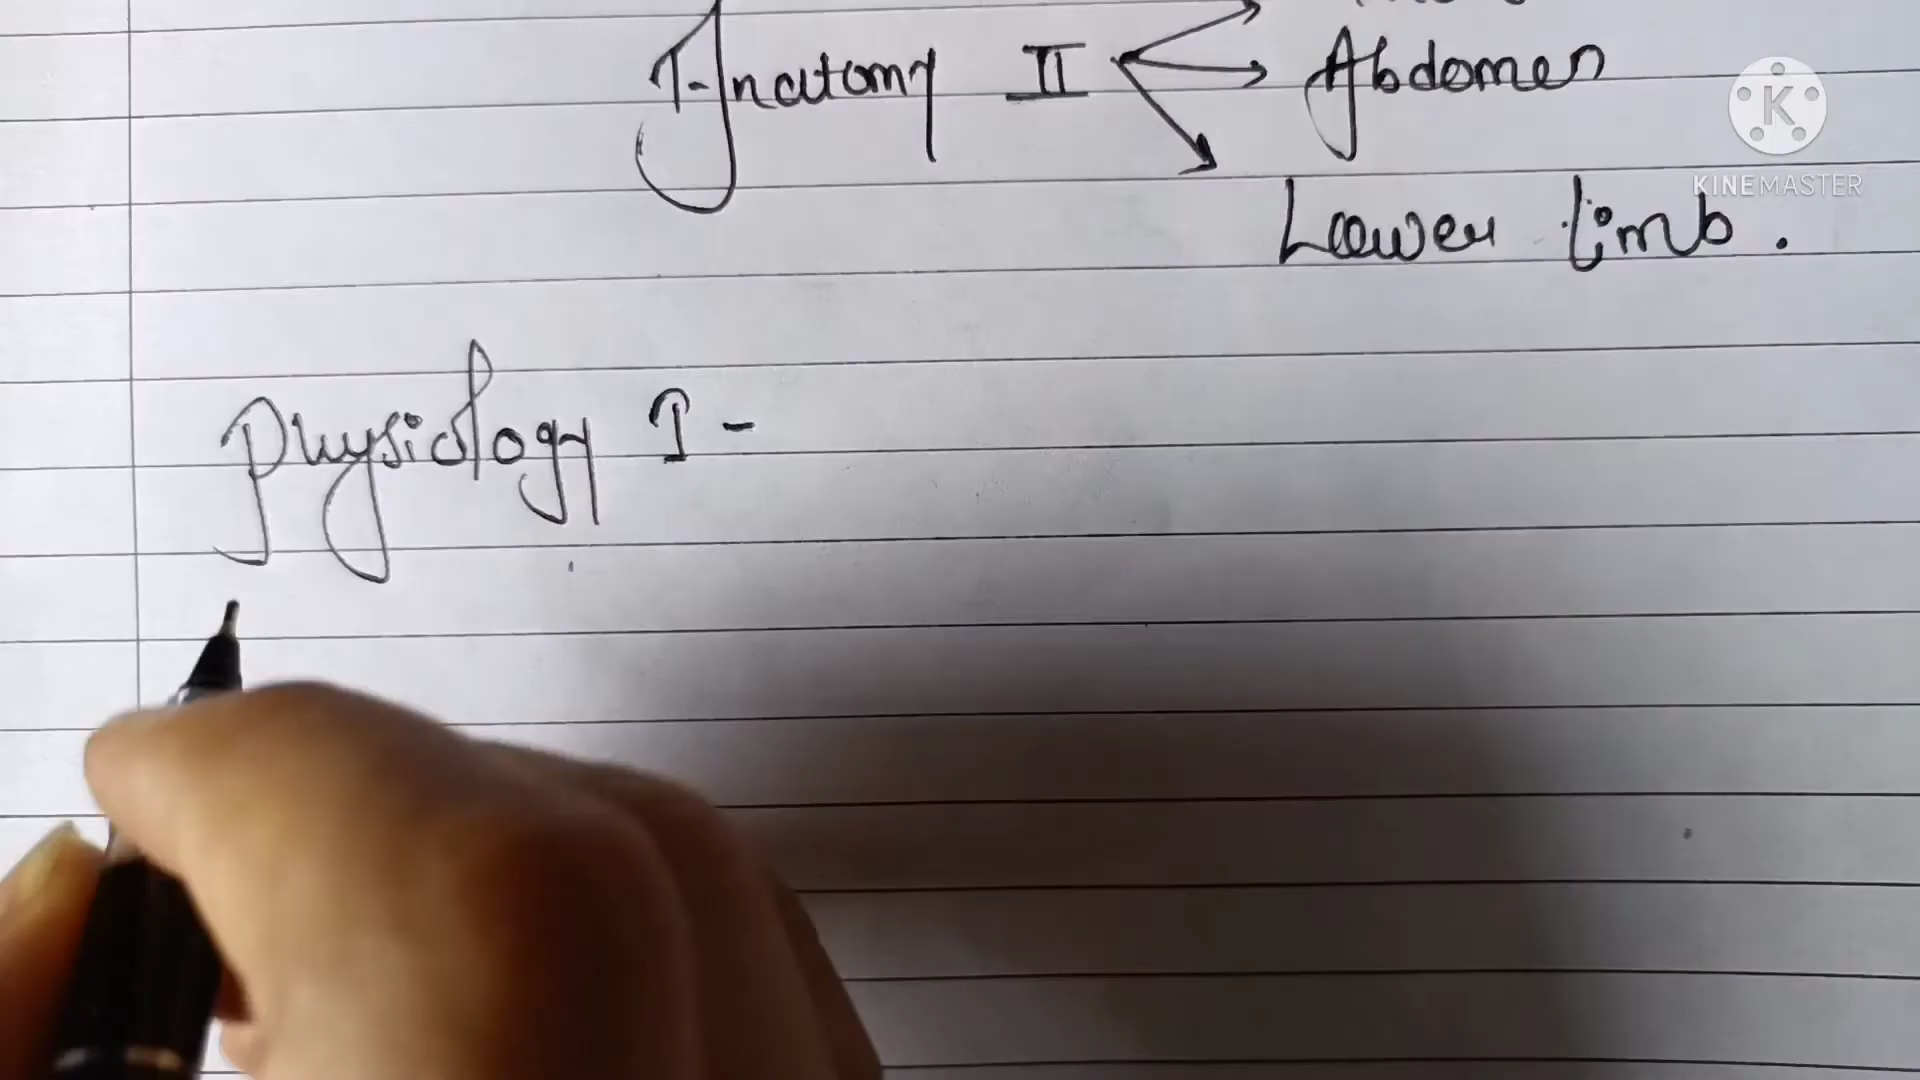 Anatomy II Abdomen
K
KINEMASTER
Lower limb.
Physiology I -